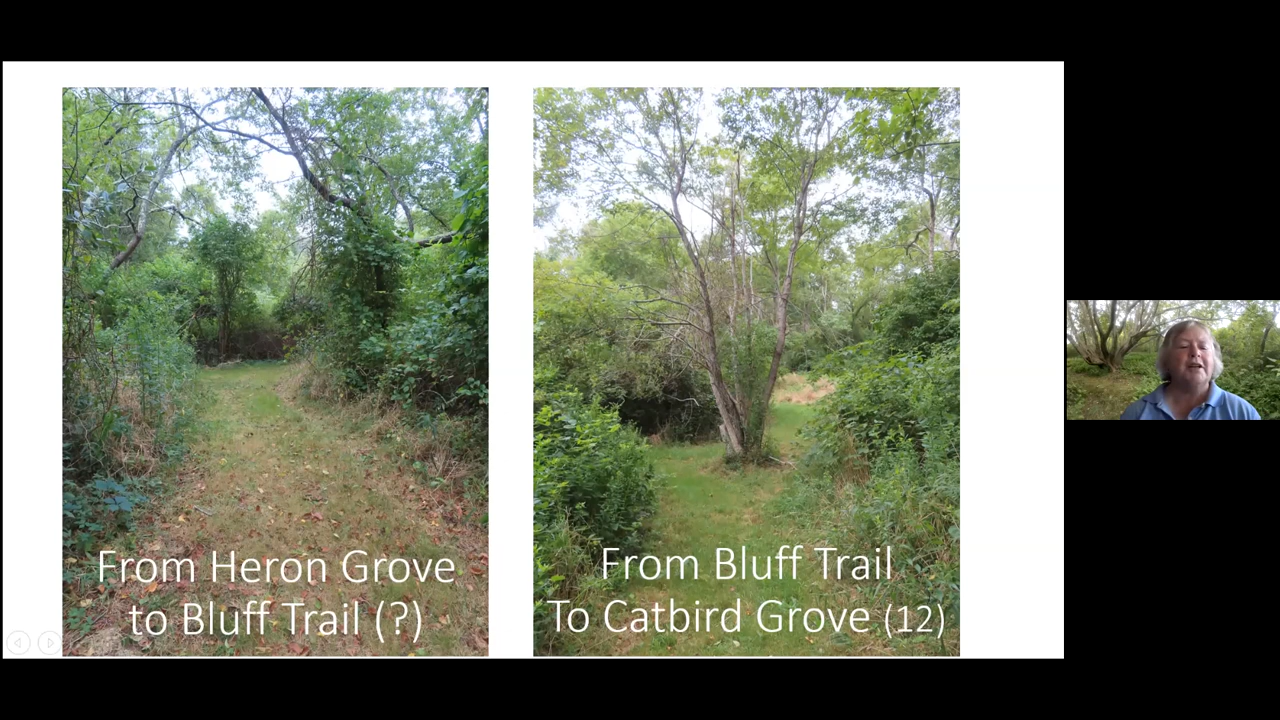 From Heron Grove
to Bluff Trail (?)
From Bluff Trail
To Catbird Grove (12)